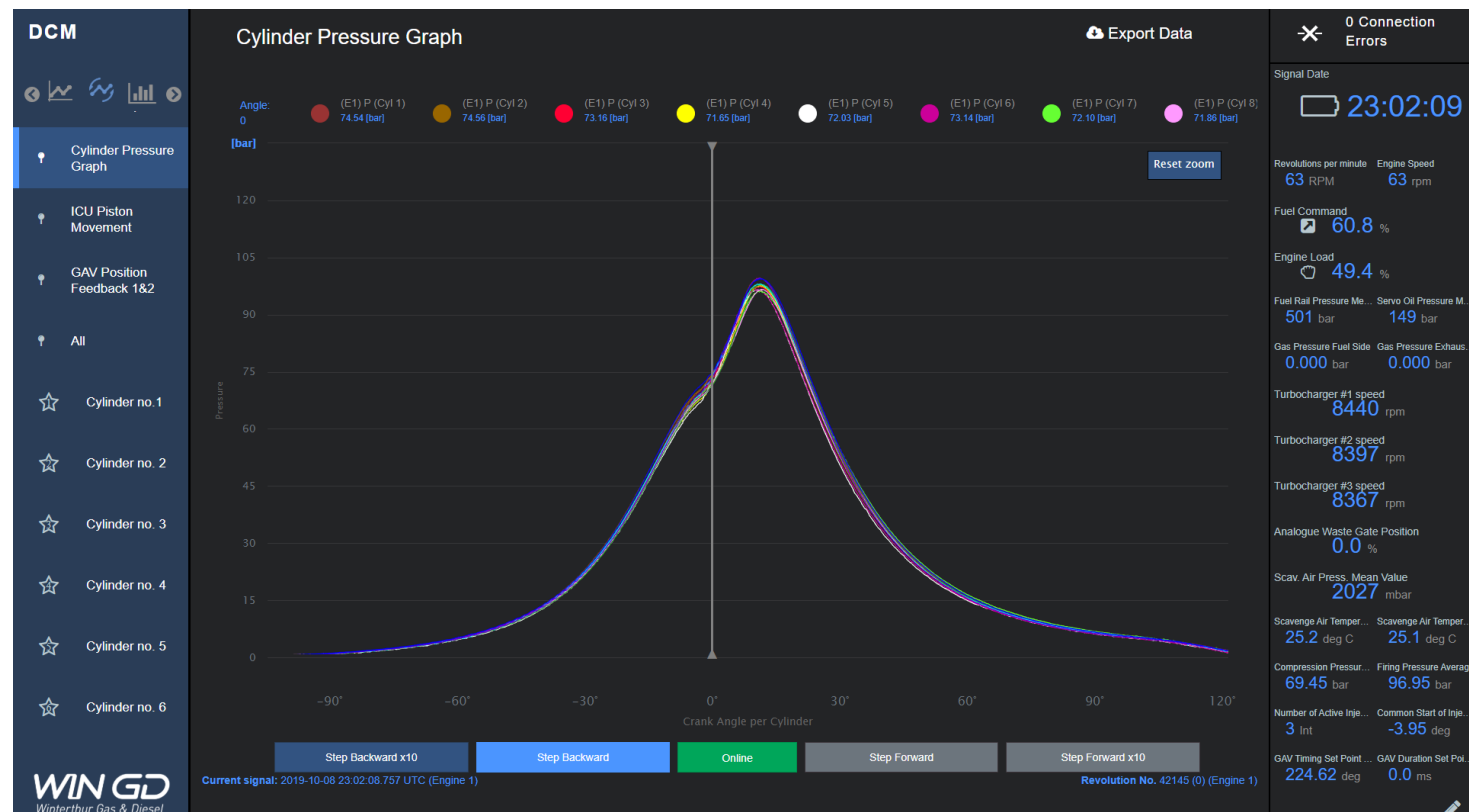 DCM
Cylinder Pressure
Graph
ICU Piston
Movement
GAV Position
Feedback 1&2
All
1 Cylinder no.1
2 Cylinder no. 2
3 Cylinder no. 3
4 Cylinder no. 4
5 Cylinder no. 5
6 Cylinder no. 6
WIN GD
Winterthur Gas & Diesel
Cylinder Pressure Graph
Export Data
Angle: (E1) P (Cyl 1) (E1) P (Cyl 2) (E1) P (Cyl 3) (E1) P (Cyl 4) (E1) P (Cyl 5) (E1) P (Cyl 6) (E1) P (Cyl 7) (E1) P (Cyl 8)
0 74.54 [bar] 74.56 [bar] 73.16 [bar] 71.65 [bar] 72.03 [bar] 73.14 [bar] 72.10 [bar] 71.86 [bar]
[bar]
Reset zoom
120
105
90
75
Pressure
60
45
30
15
0
−90° −60° −30° 0° 30° 60° 90° 120°
Crank Angle per Cylinder
Step Backward x10 Step Backward Online Step Forward Step Forward x10
Current signal: 2019-10-08 23:02:08.757 UTC (Engine 1) Revolution No. 42145 (0) (Engine 1)
0 Connection
Errors
Signal Date
23:02:09
Revolutions per minute Engine Speed
63 RPM 63 rpm
Fuel Command
60.8 %
Engine Load
49.4 %
Fuel Rail Pressure Me... Servo Oil Pressure M...
501 bar 149 bar
Gas Pressure Fuel Side Gas Pressure Exhaus...
0.000 bar 0.000 bar
Turbocharger #1 speed
8440 rpm
Turbocharger #2 speed
8397 rpm
Turbocharger #3 speed
8367 rpm
Analogue Waste Gate Position
0.0 %
Scav. Air Press. Mean Value
2027 mbar
Scavenge Air Temper... Scavenge Air Temper...
25.2 deg C 25.1 deg C
Compression Pressur... Firing Pressure Averag
69.45 bar 96.95 bar
Number of Active Inje... Common Start of Inje...
3 Int -3.95 deg
GAV Timing Set Point ... GAV Duration Set Poi...
224.62 deg 0.0 ms